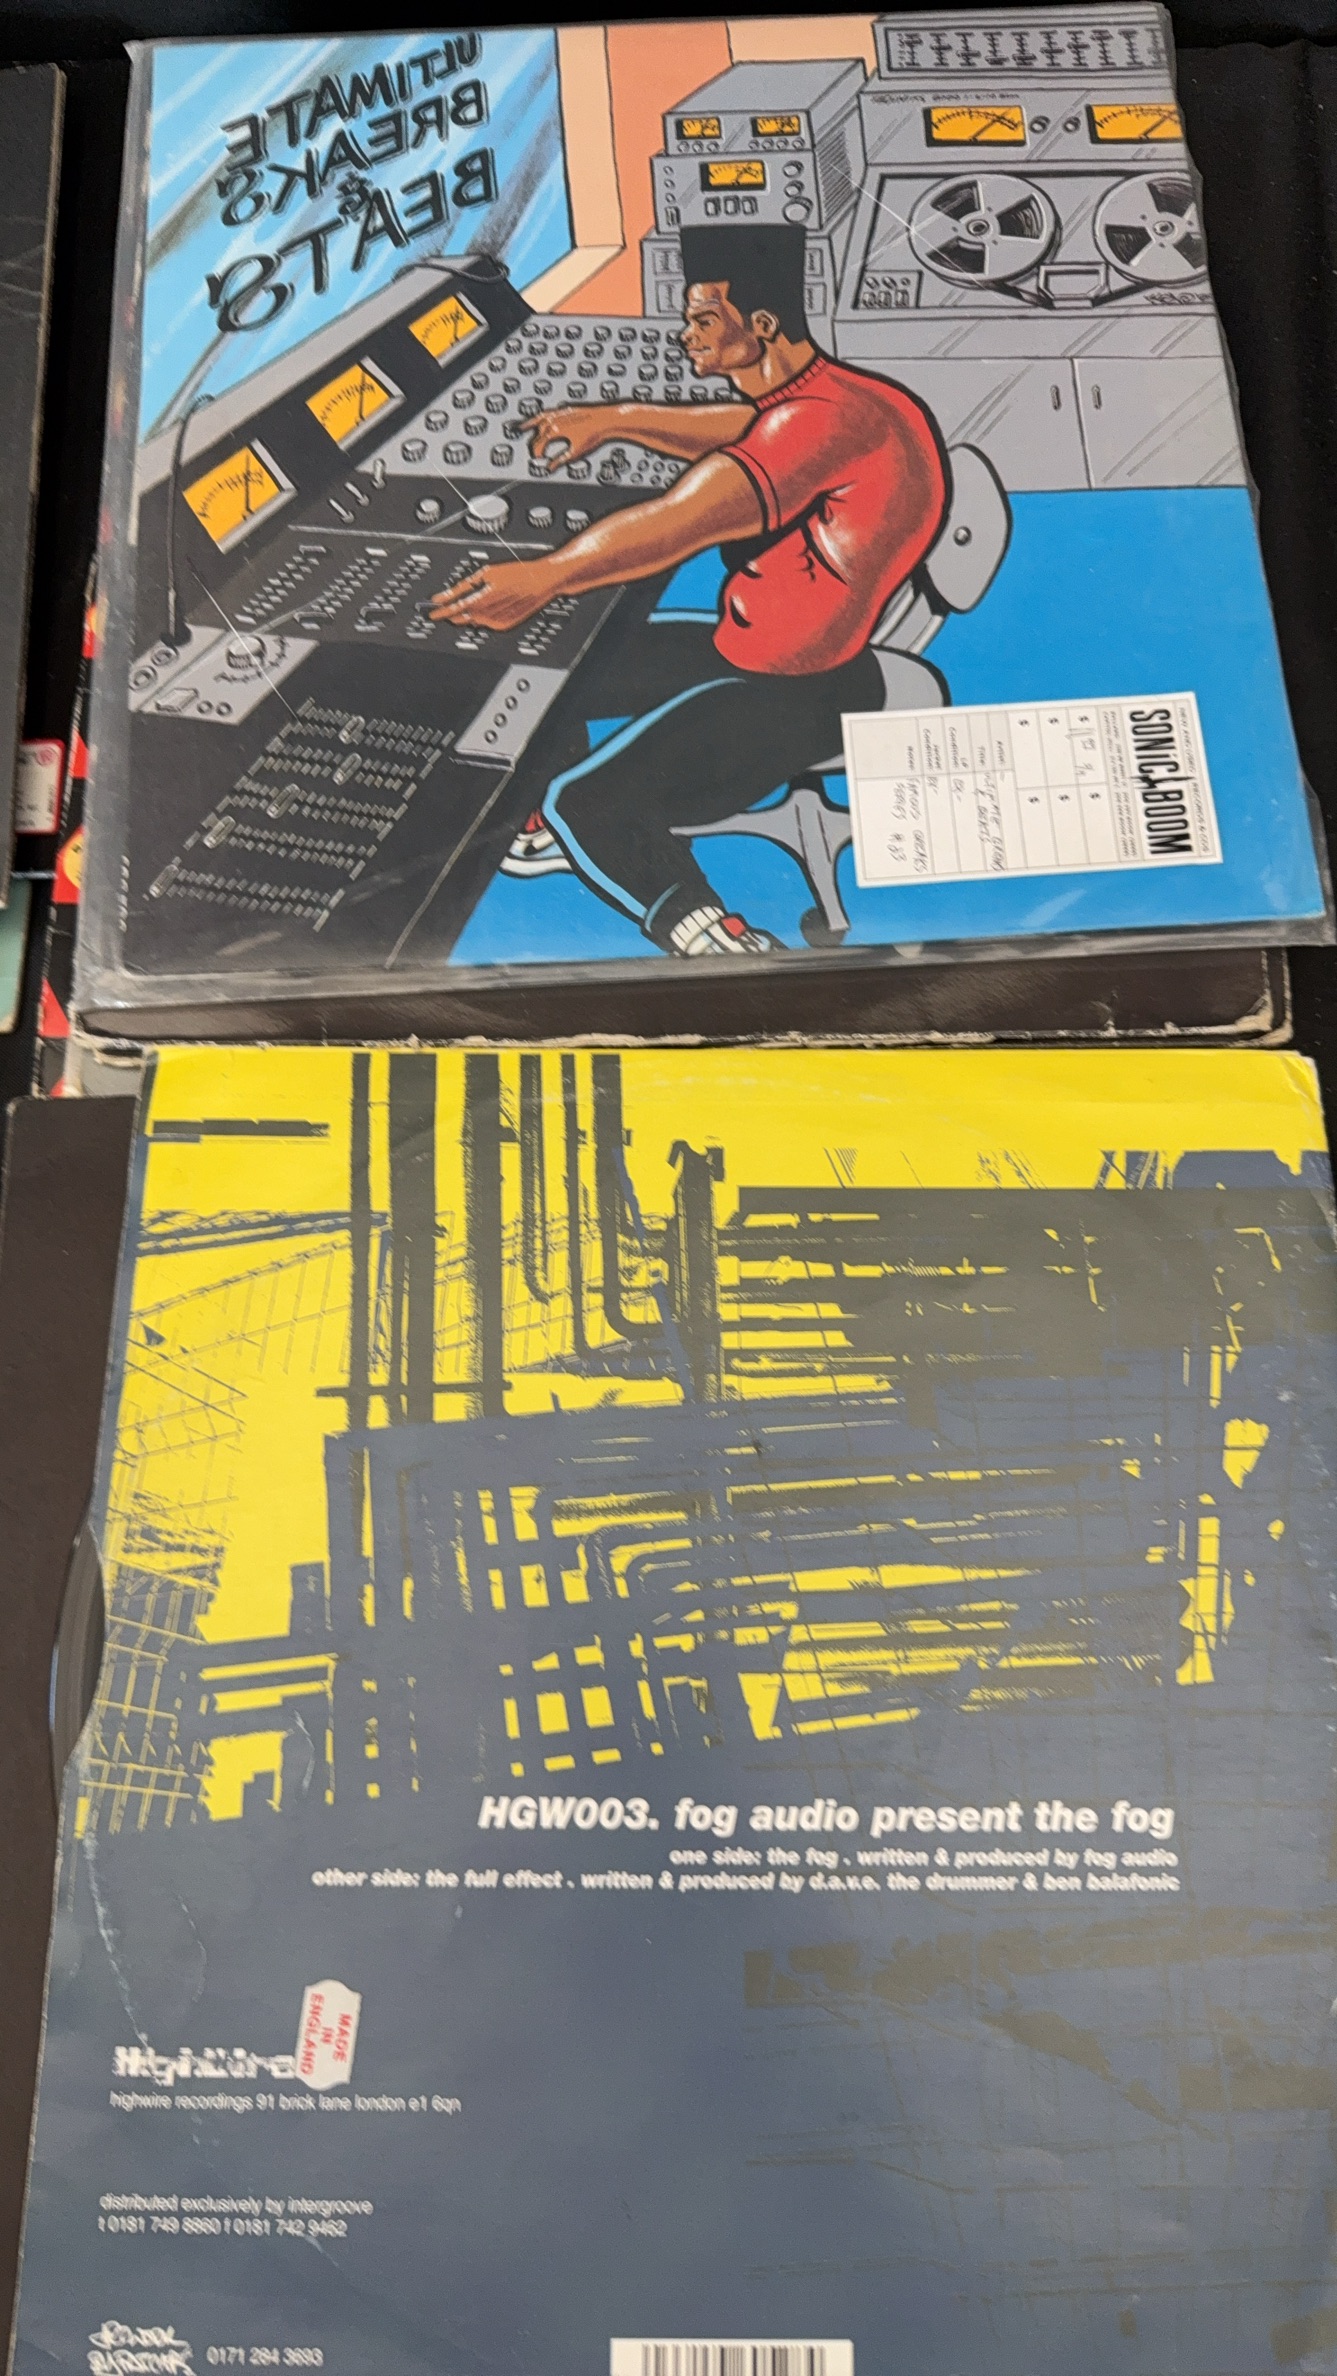 ULTIMATE
BREAKS
&
BEATS
SONIC BOOM
$
$
$
$
$
$
HGW003. fog audio present the fog
one side: the fog . written & produced by fog audio
other side: the full effect . written & produced by d.a.v.e. the drummer & ben balafonic
MADE
IN
ENGLAND
HighWire
highwire recordings 91 brick lane london e1 6qn
distributed exclusively by intergroove
t 0181 749 8860 f 0181 742 9462
0171 284 3693